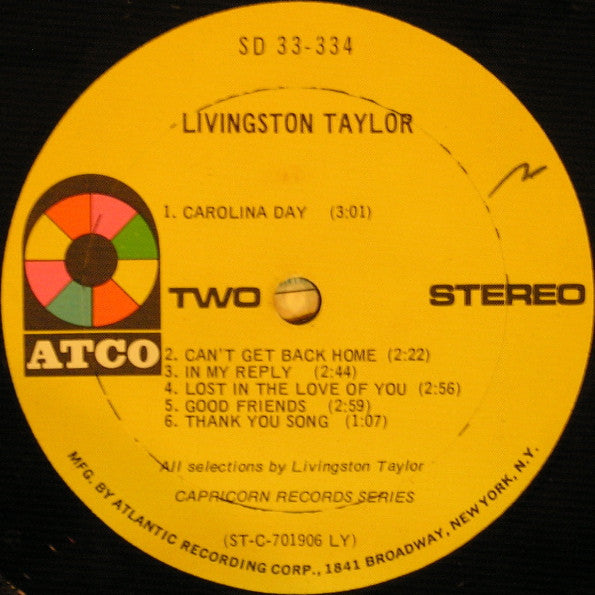 SD 33-334
LIVINGSTON TAYLOR
1. CAROLINA DAY (3:01)
TWO
STEREO
ATCO
2. CAN'T GET BACK HOME (2:22)
3. IN MY REPLY (2:44)
4. LOST IN THE LOVE OF YOU (2:56)
5. GOOD FRIENDS (2:59)
6. THANK YOU SONG (1:07)
All selections by Livingston Taylor
CAPRICORN RECORDS SERIES
(ST-C-701906 LY)
MFG. BY ATLANTIC RECORDING CORP., 1841 BROADWAY, NEW YORK, N.Y.